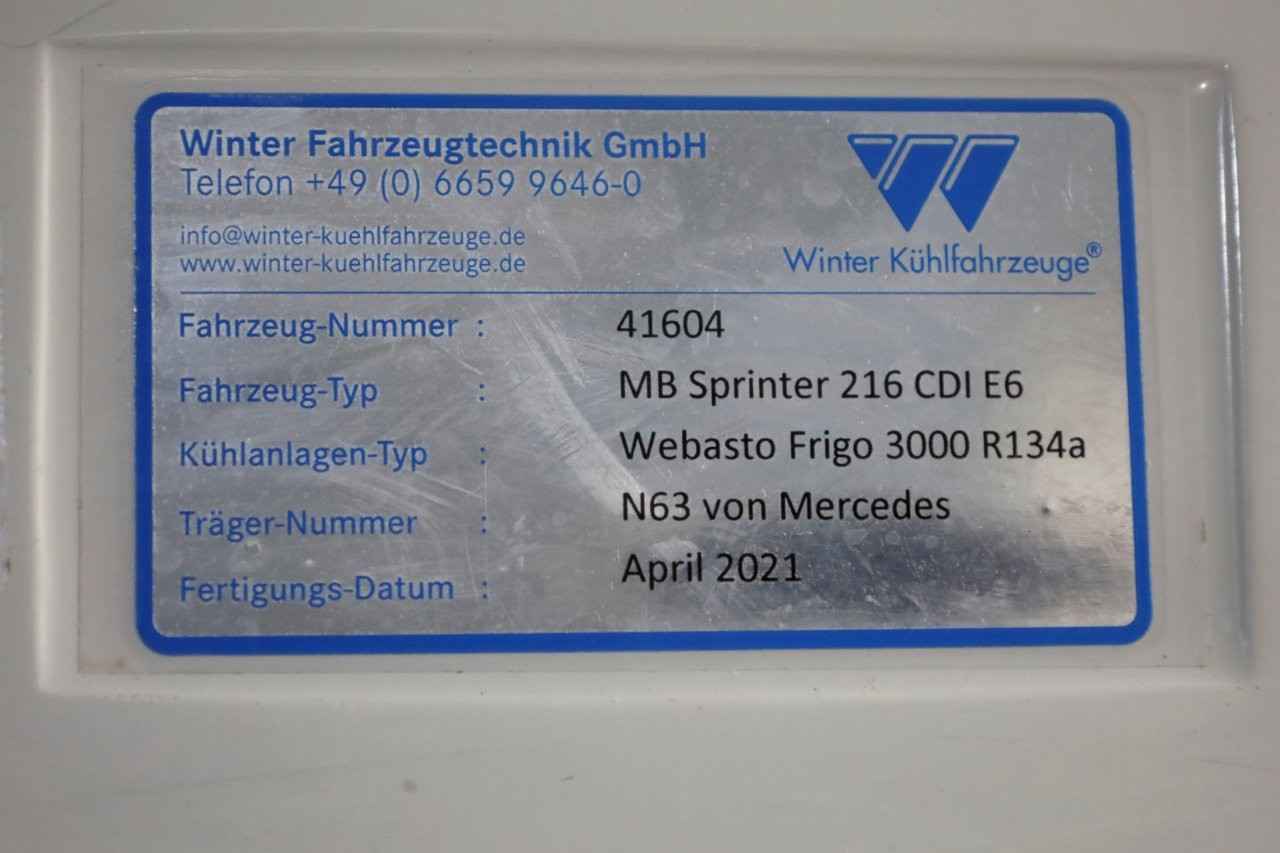 Winter Fahrzeugtechnik GmbH
Telefon +49 (0) 6659 9646-0
info@winter-kuehlfahrzeuge.de
www.winter-kuehlfahrzeuge.de
Winter Kühlfahrzeuge®
Fahrzeug-Nummer : 41604
Fahrzeug-Typ : MB Sprinter 216 CDI E6
Kühlanlagen-Typ : Webasto Frigo 3000 R134a
Träger-Nummer : N63 von Mercedes
Fertigungs-Datum : April 2021